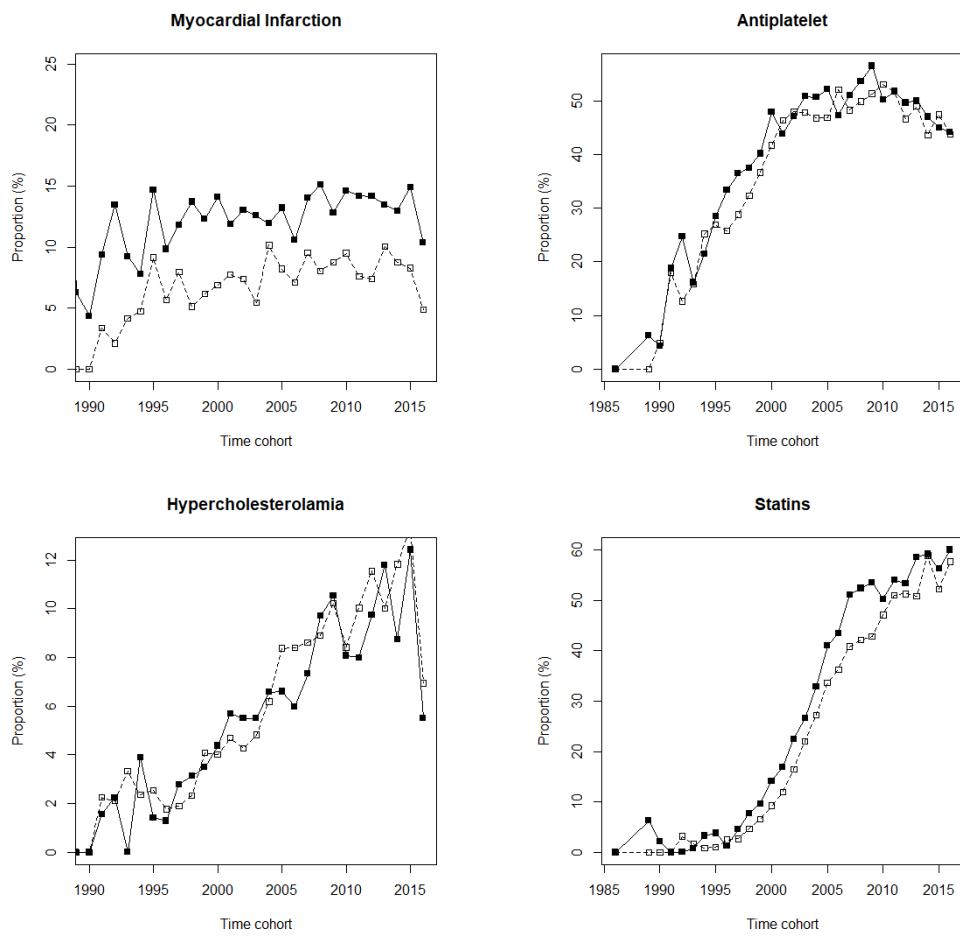 Myocardial Infarction
Proportion (%)
0 5 10 15 20 25
1990 1995 2000 2005 2010 2015
Time cohort
Antiplatelet
Proportion (%)
0 10 20 30 40 50
1985 1990 1995 2000 2005 2010 2015
Time cohort
Hypercholesterolamia
Proportion (%)
0 2 4 6 8 10 12
1990 1995 2000 2005 2010 2015
Time cohort
Statins
Proportion (%)
0 10 20 30 40 50 60
1985 1990 1995 2000 2005 2010 2015
Time cohort